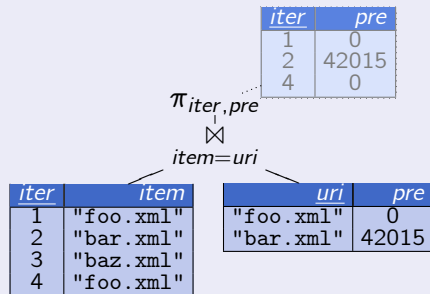 iter pre
1 0
2 42015
4 0
π iter,pre
⋈
item=uri
iter item
1 "foo.xml"
2 "bar.xml"
3 "baz.xml"
4 "foo.xml"
uri pre
"foo.xml" 0
"bar.xml" 42015